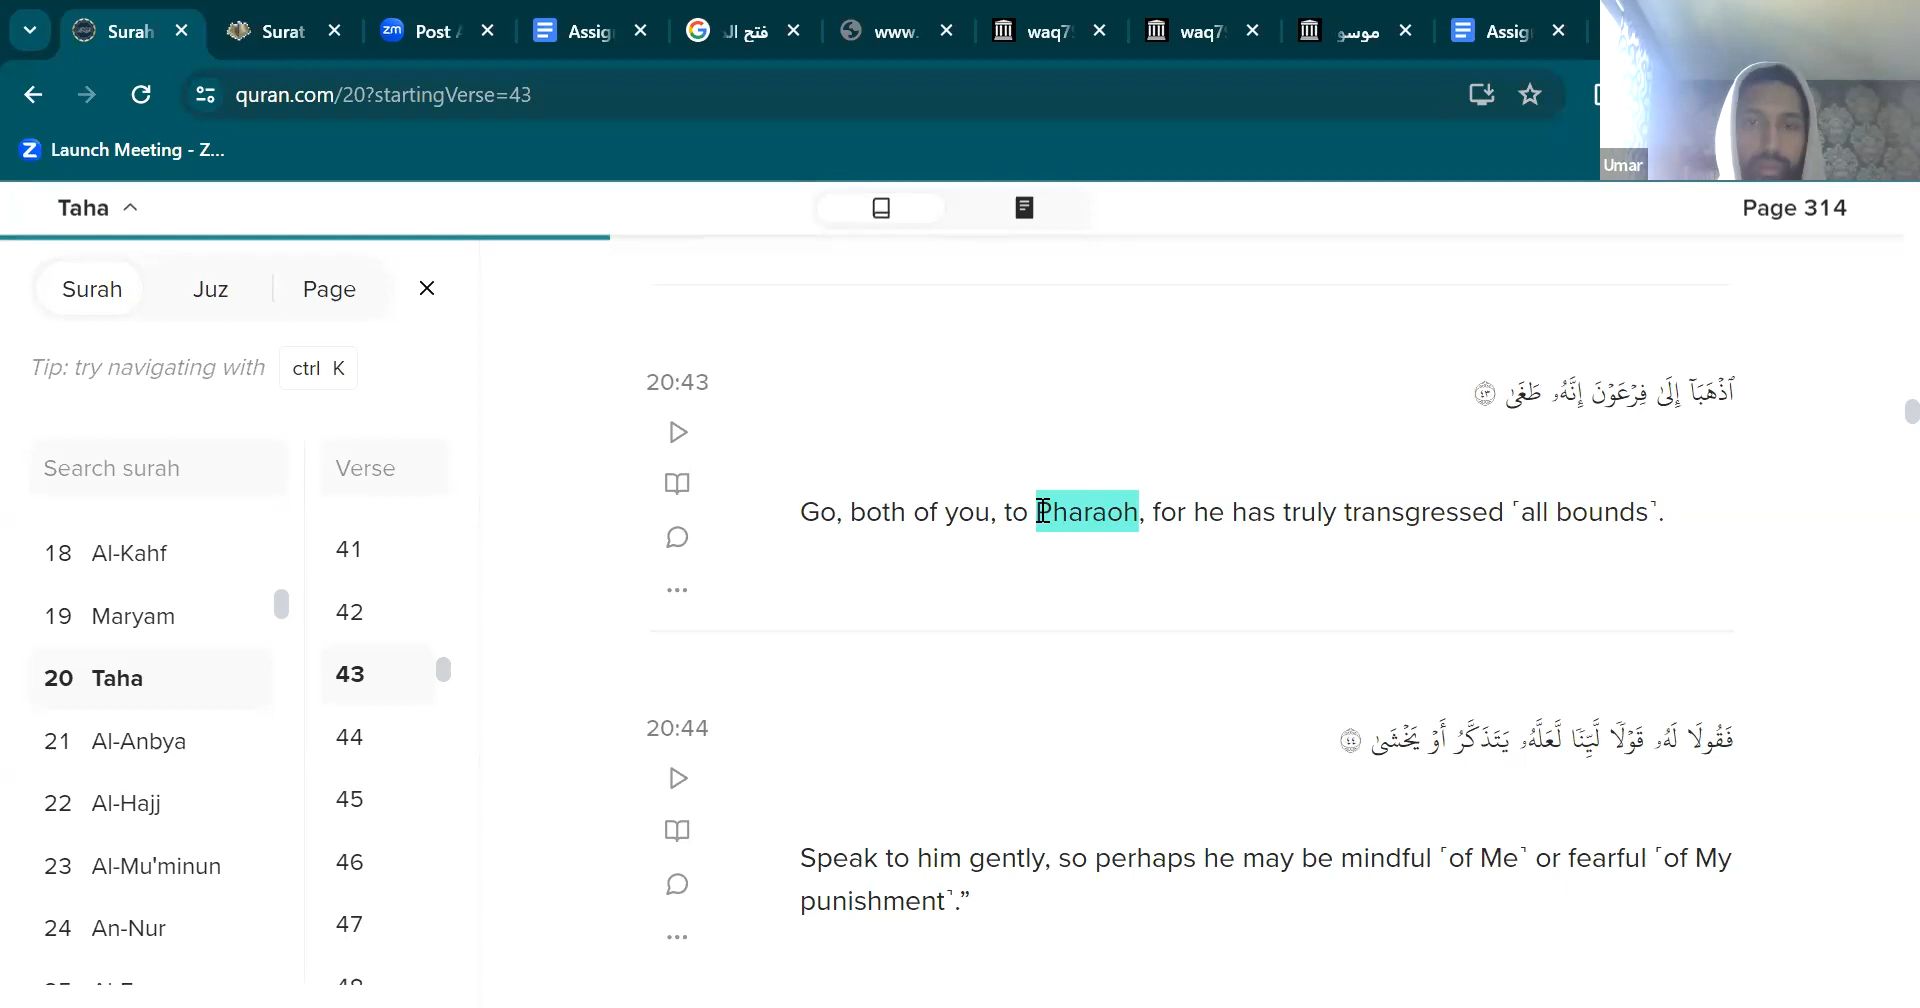 Surah
Surat
Post A
Assig
فتح الـ
www.
waq7
waq7
موسو
Assig
quran.com/20?startingVerse=43
Launch Meeting - Z...
Umar
Taha
Page 314
Surah
Juz
Page
Tip: try navigating with ctrl K
Search surah
Verse
18 Al-Kahf
19 Maryam
20 Taha
21 Al-Anbya
22 Al-Hajj
23 Al-Mu'minun
24 An-Nur
41
42
43
44
45
46
47
48
20:43
ٱذْهَبَآ إِلَىٰ فِرْعَوْنَ إِنَّهُۥ طَغَىٰ ٤٣
Go, both of you, to Pharaoh, for he has truly transgressed ˹all bounds˺.
20:44
فَقُولَا لَهُۥ قَوْلًا لَّيِّنًا لَّعَلَّهُۥ يَتَذَكَّرُ أَوْ يَخْشَىٰ ٤٤
Speak to him gently, so perhaps he may be mindful ˹of Me˺ or fearful ˹of My
punishment˺.”